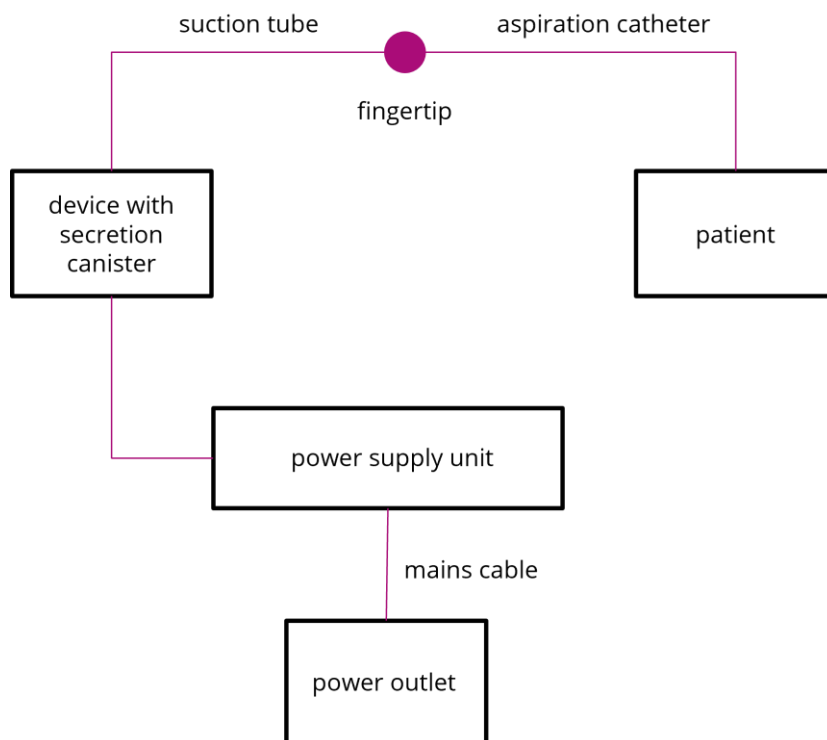 suction tube
aspiration catheter
fingertip
device with
secretion
canister
patient
power supply unit
mains cable
power outlet